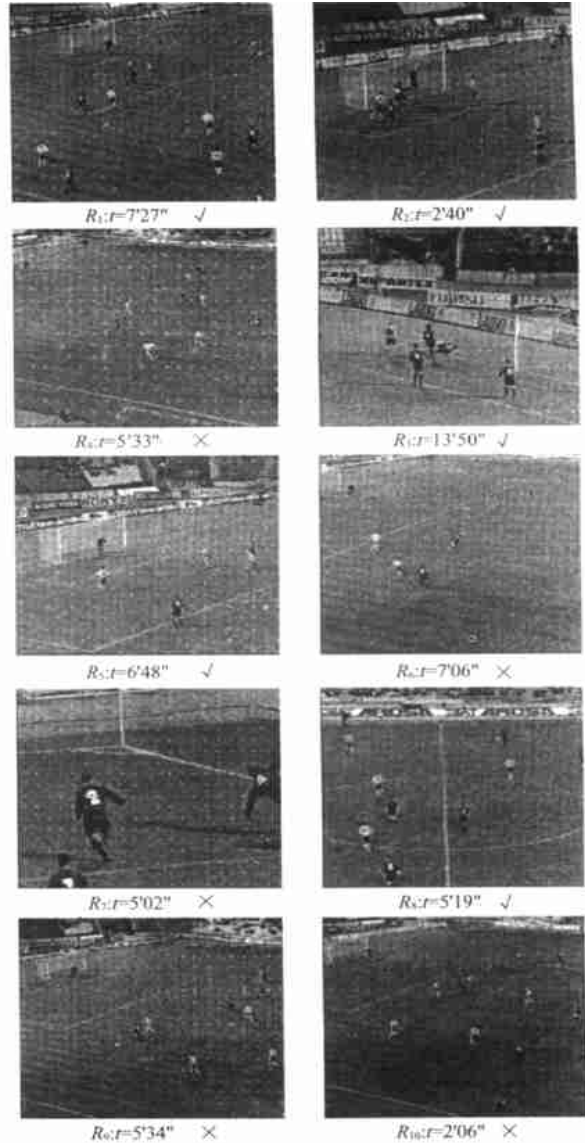 R₁:t=7'27" √
R₂:t=2'40" √
R₄:t=5'33" ×
R₃:t=13'50" √
R₅:t=6'48" √
R₆:t=7'06" ×
R₇:t=5'02" ×
R₈:t=5'19" √
R₉:t=5'34" ×
R₁₀:t=2'06" ×